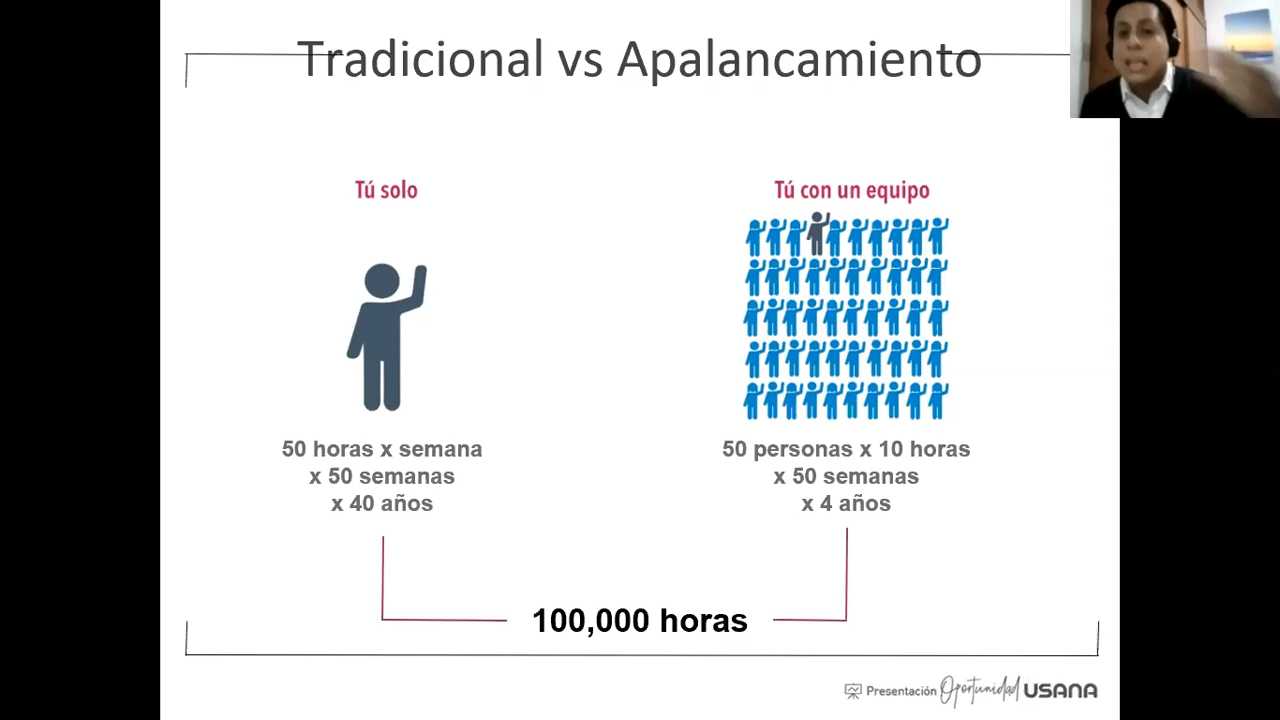 Tradicional vs Apalancamiento
Tú solo
50 horas x semana
x 50 semanas
x 40 años
Tú con un equipo
50 personas x 10 horas
x 50 semanas
x 4 años
100,000 horas
Presentación Oportunidad USANA